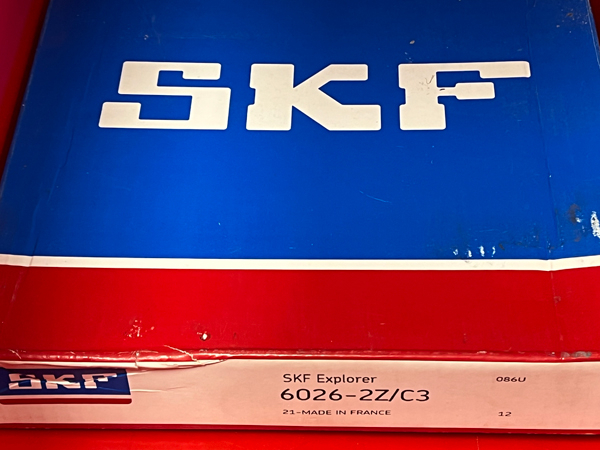 SKF
SKF
SKF Explorer
086U
6026-2Z/C3
21-MADE IN FRANCE
12